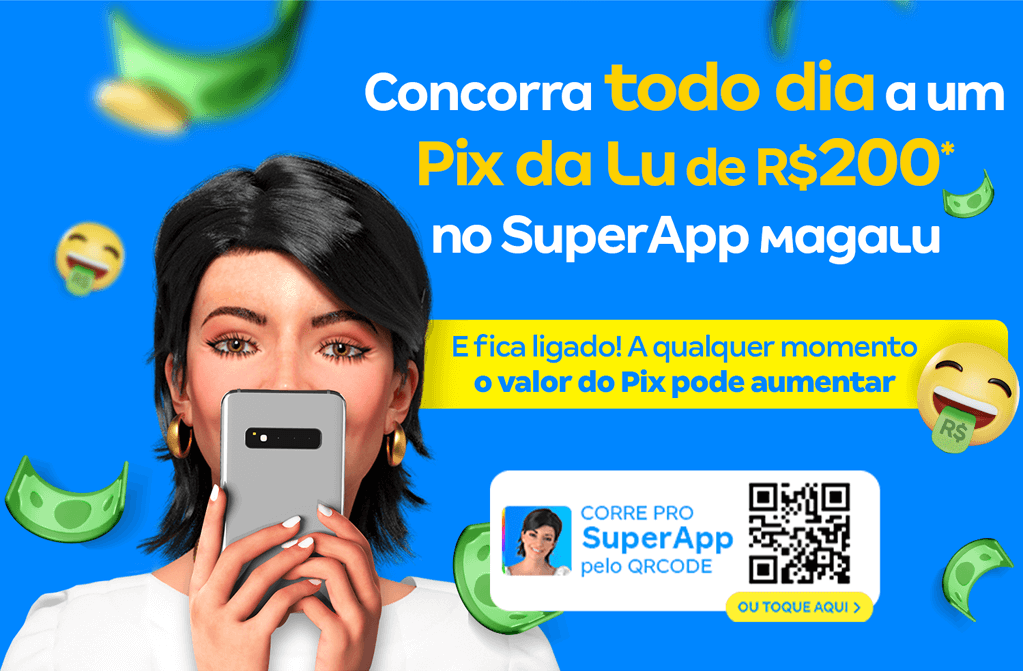 Concorra todo dia a um
Pix da Lu de R$200*
no SuperApp Magalu
R$
E fica ligado! A qualquer momento
o valor do Pix pode aumentar
R$
CORRE PRO
SuperApp
pelo QRCODE
OU TOQUE AQUI >